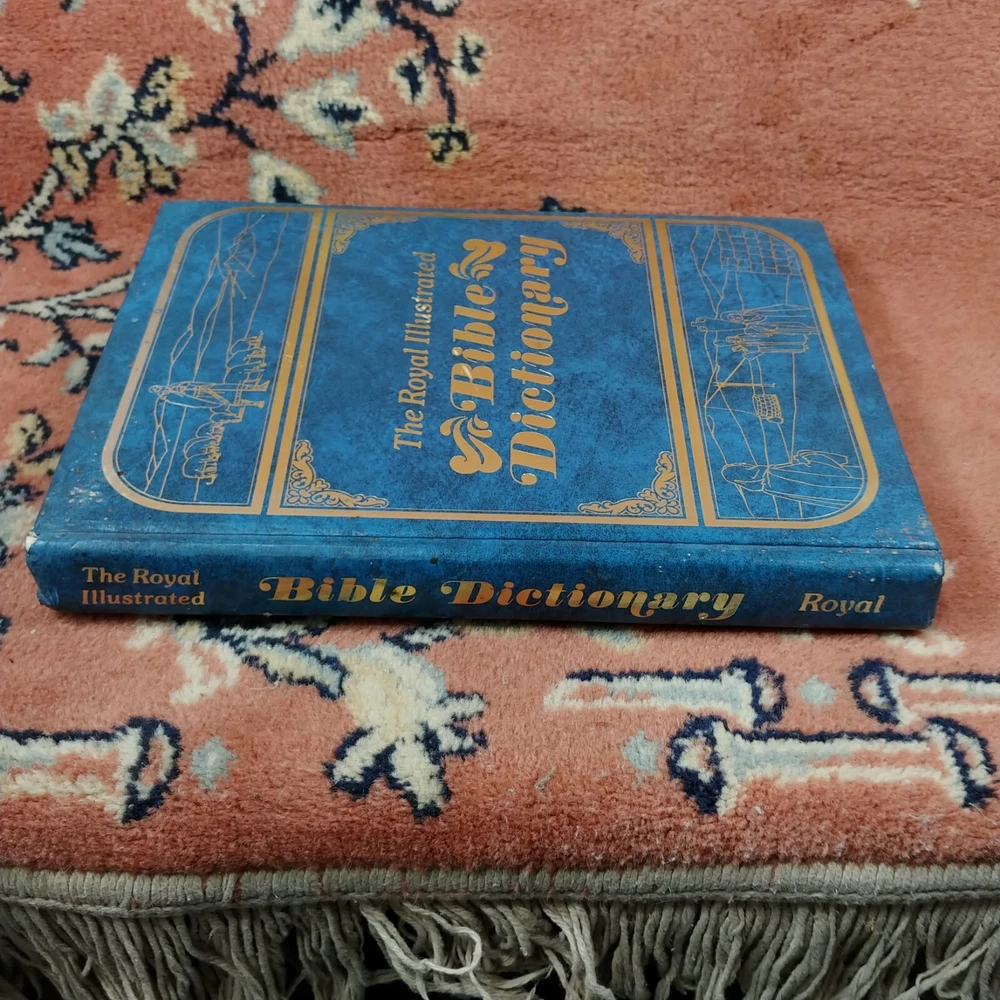 The Royal Illustrated
Bible
Dictionary
The Royal
Illustrated
Bible Dictionary
Royal